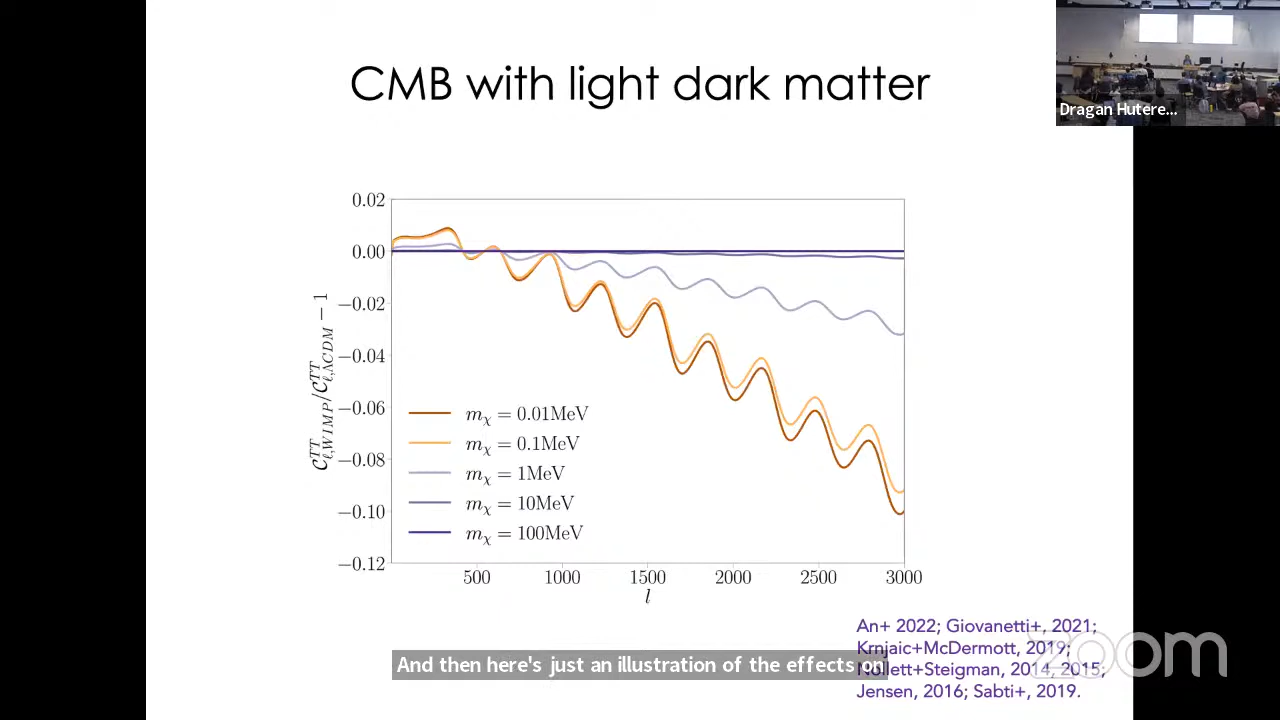 CMB with light dark matter
Dragan Hutere...
0.02
0.00
−0.02
−0.04
−0.06
−0.08
−0.10
−0.12
𝒞^{TT}_{ℓ,WIMP}/𝒞^{TT}_{ℓ,ΛCDM} − 1
m_χ = 0.01MeV
m_χ = 0.1MeV
m_χ = 1MeV
m_χ = 10MeV
m_χ = 100MeV
500 1000 1500 2000 2500 3000
l
An+ 2022; Giovanetti+, 2021;
Krnjaic+McDermott, 2019;
Nollett+Steigman, 2014, 2015,
Jensen, 2016; Sabti+, 2019.
zoom
And then here's just an illustration of the effects on